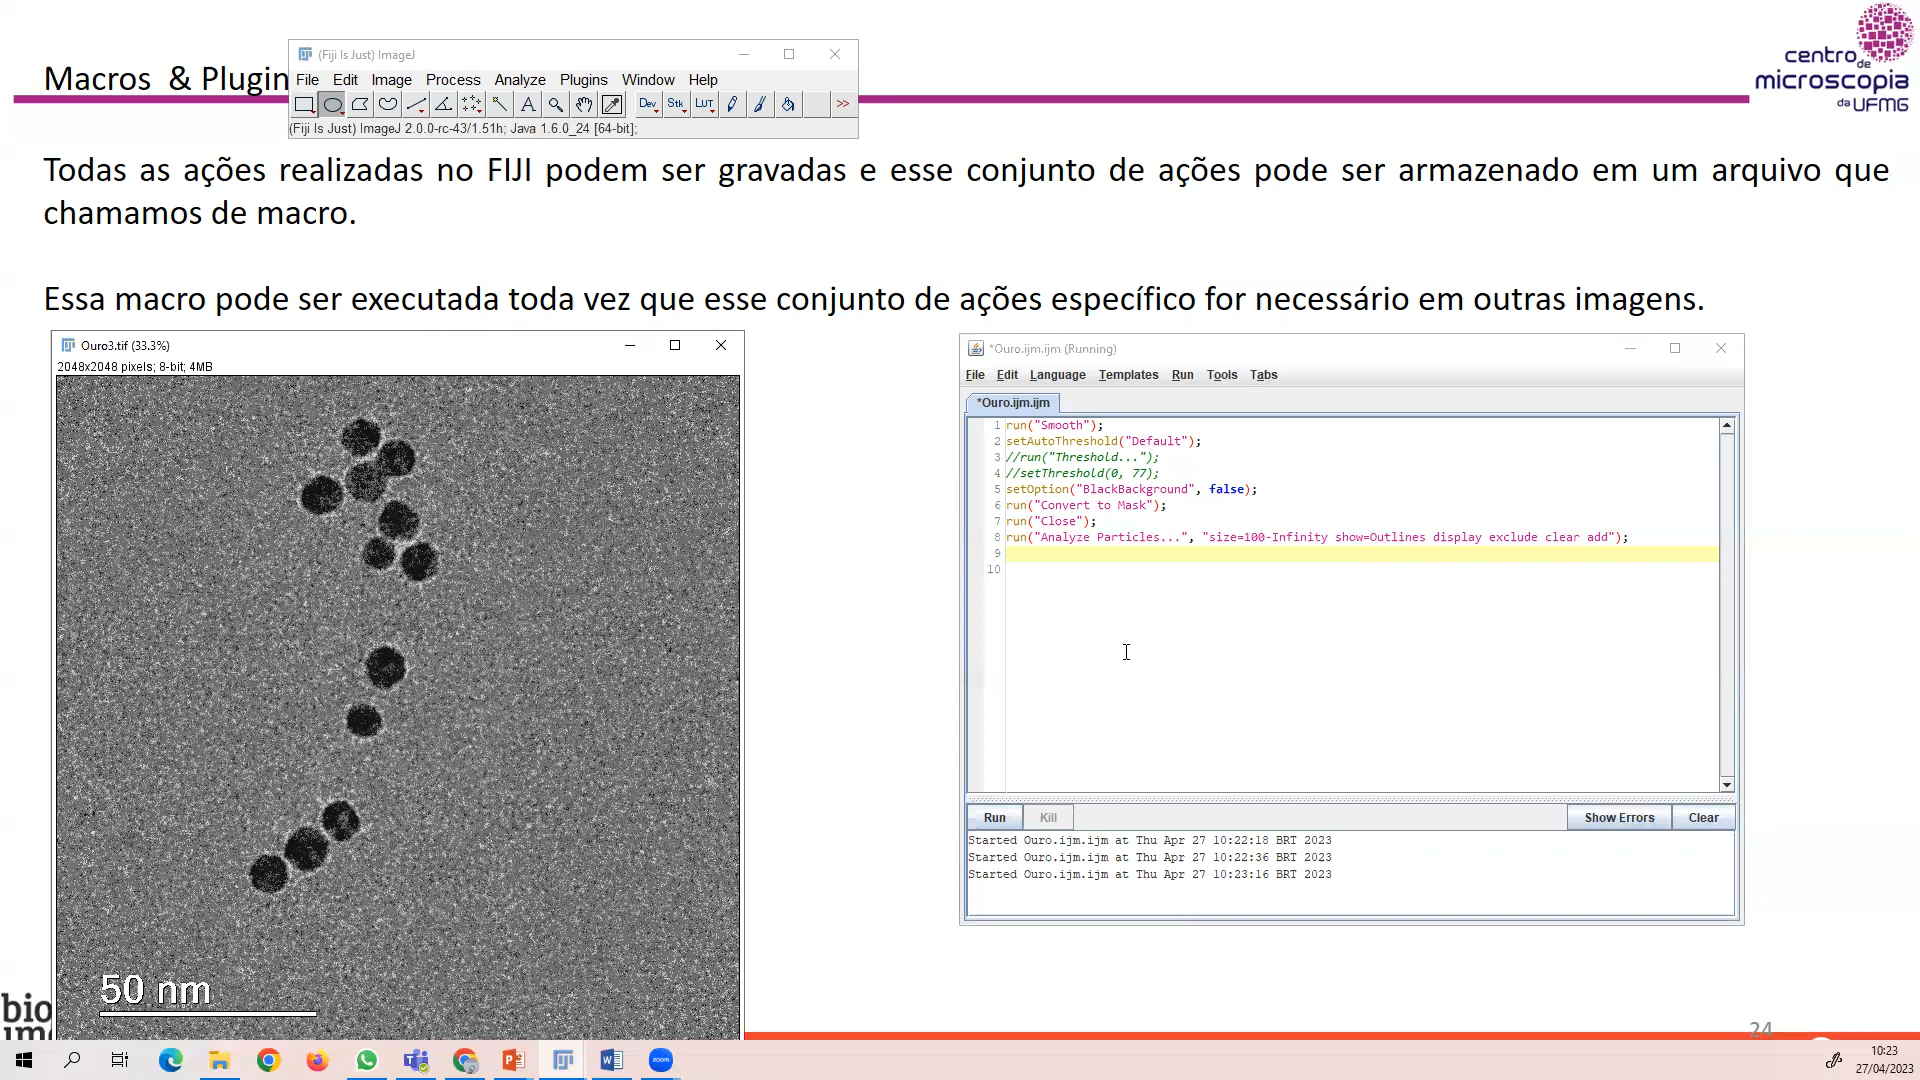 Macros & Plugin
(Fiji Is Just) ImageJ
File Edit Image Process Analyze Plugins Window Help
Dev. Stk. LUT >>
(Fiji Is Just) ImageJ 2.0.0-rc-43/1.51h; Java 1.6.0_24 [64-bit];
centro
de
microscopia
da UFMG
Todas as ações realizadas no FIJI podem ser gravadas e esse conjunto de ações pode ser armazenado em um arquivo que
chamamos de macro.
Essa macro pode ser executada toda vez que esse conjunto de ações específico for necessário em outras imagens.
Ouro3.tif (33.3%)
2048x2048 pixels; 8-bit; 4MB
50 nm
*Ouro.ijm.ijm (Running)
File Edit Language Templates Run Tools Tabs
*Ouro.ijm.ijm
1 run("Smooth");
2 setAutoThreshold("Default");
3 //run("Threshold...");
4 //setThreshold(0, 77);
5 setOption("BlackBackground", false);
6 run("Convert to Mask");
7 run("Close");
8 run("Analyze Particles...", "size=100-Infinity show=Outlines display exclude clear add");
9
10
Run Kill Show Errors Clear
Started Ouro.ijm.ijm at Thu Apr 27 10:22:18 BRT 2023
Started Ouro.ijm.ijm at Thu Apr 27 10:22:36 BRT 2023
Started Ouro.ijm.ijm at Thu Apr 27 10:23:16 BRT 2023
bio
24
zoom
10:23
27/04/2023